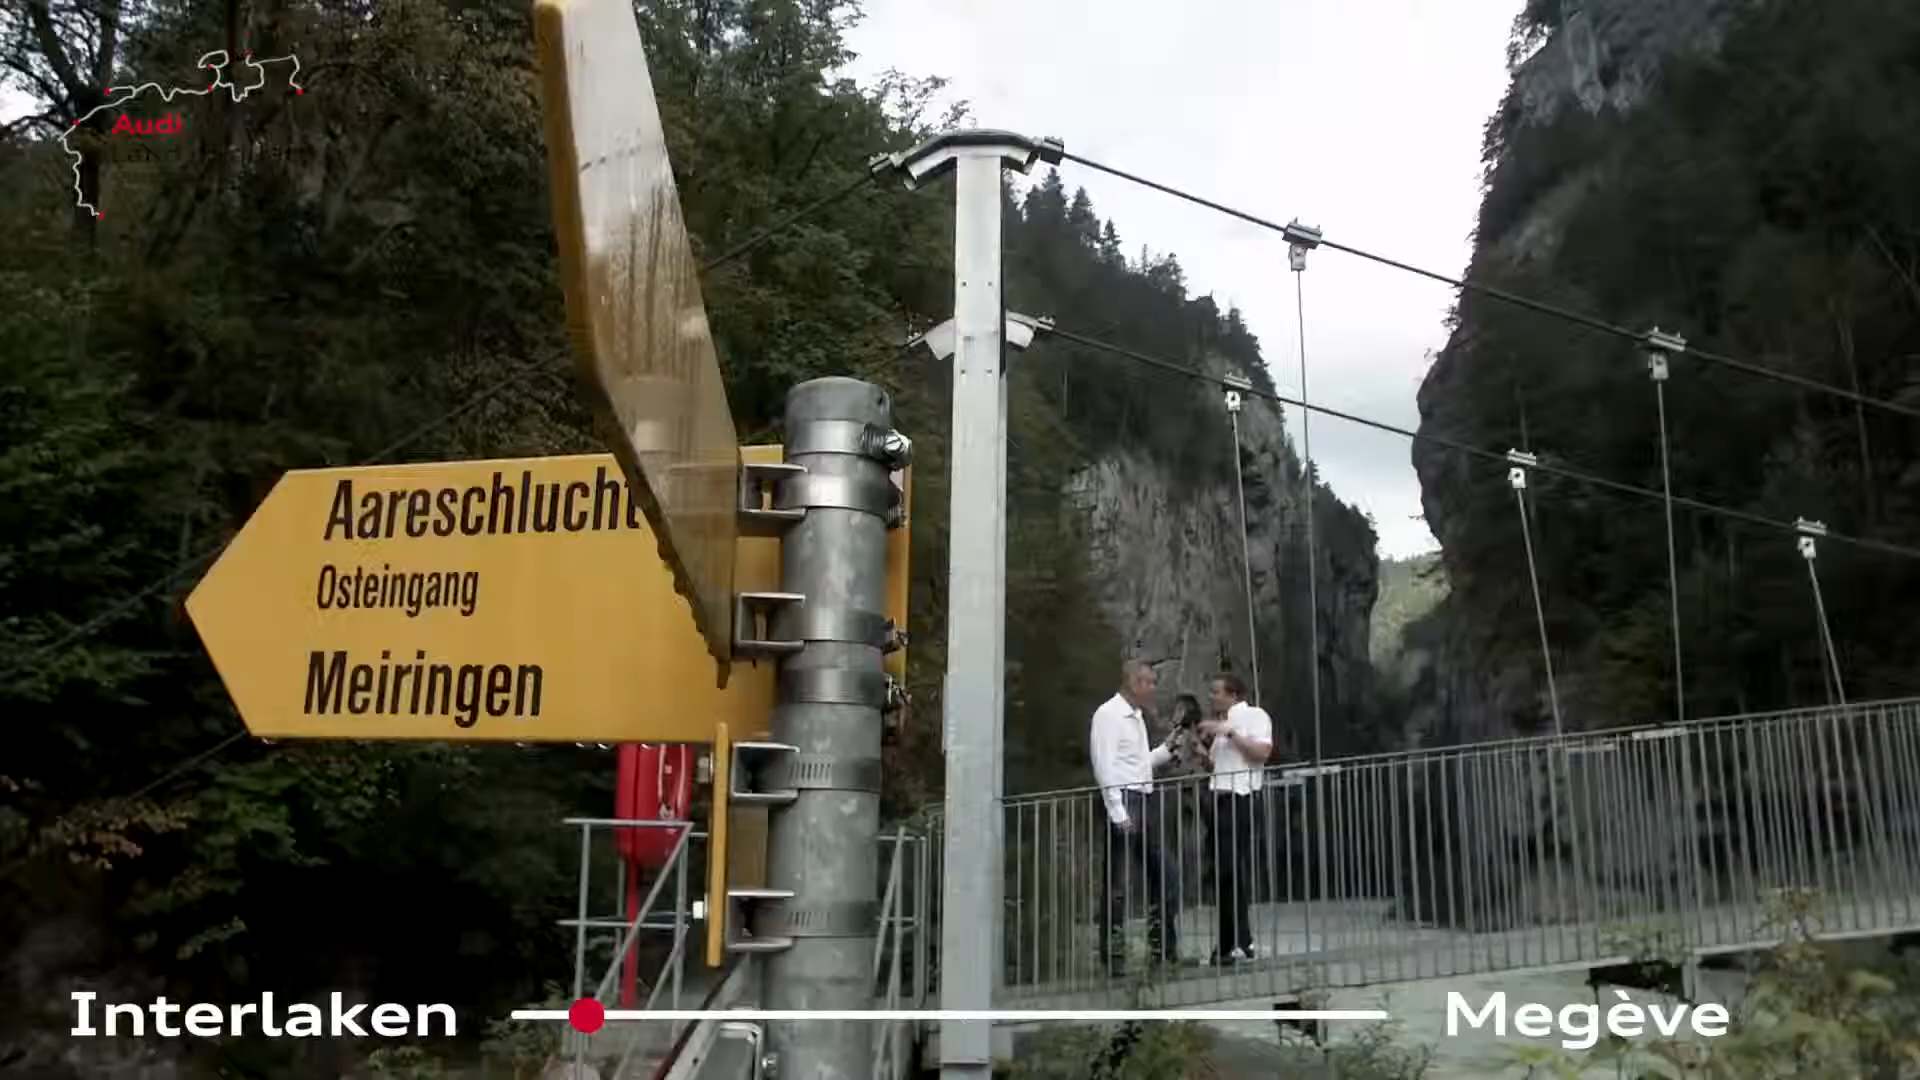 Audi
Aareschlucht
Osteingang
Meiringen
Interlaken
Megève